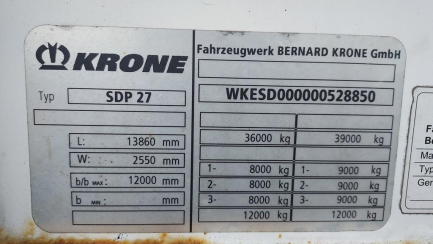 KRONE
Fahrzeugwerk BERNARD KRONE GmbH
Typ SDP 27
WKESD000000528850
L: 13860 mm
W: 2550 mm
b/b MAX: 12000 mm
b MIN: mm
36000 kg 39000 kg
1- 8000 kg 1- 9000 kg
2- 8000 kg 2- 9000 kg
3- 8000 kg 3- 9000 kg
12000 kg 12000 kg